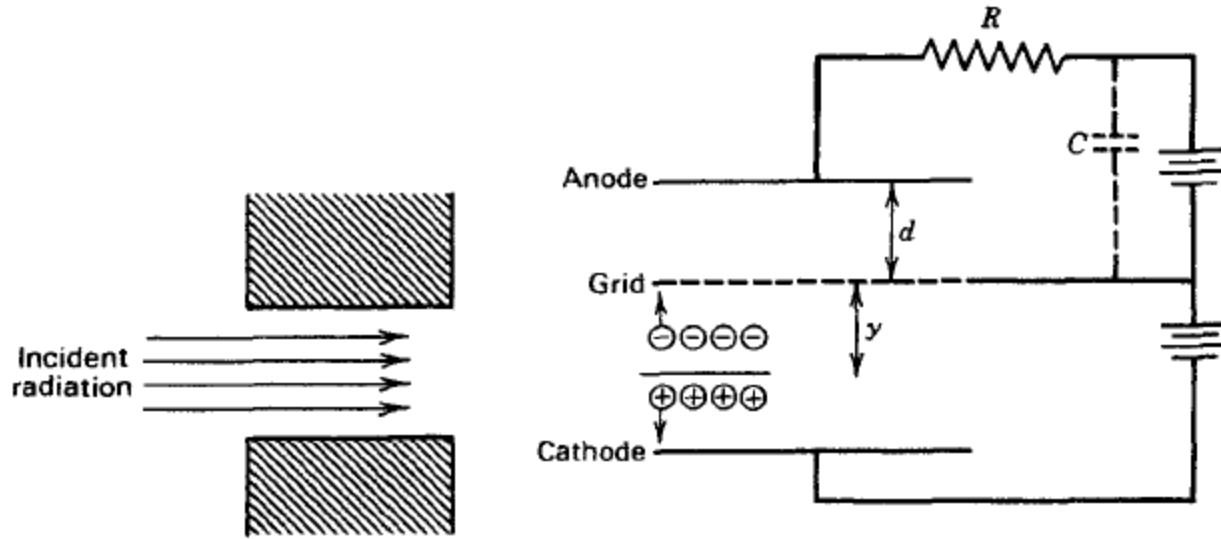 R
C
Anode
d
Grid
y
Incident
radiation
Cathode